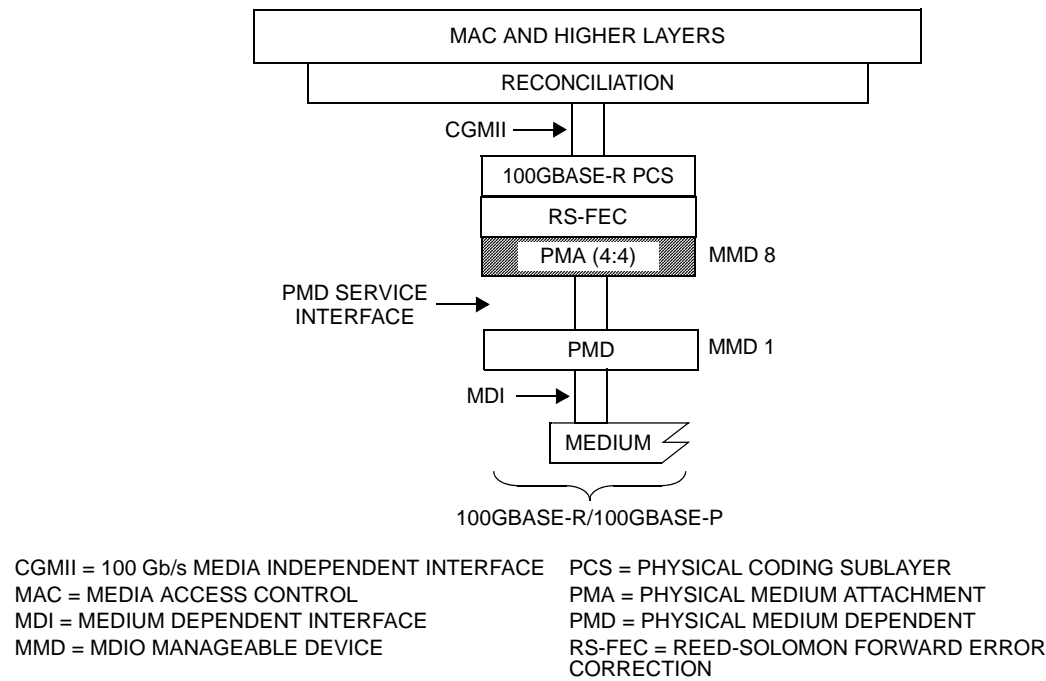 MAC AND HIGHER LAYERS
RECONCILIATION
CGMII
100GBASE-R PCS
RS-FEC
PMA (4:4)
MMD 8
PMD SERVICE
INTERFACE
PMD
MMD 1
MDI
MEDIUM
100GBASE-R/100GBASE-P
CGMII = 100 Gb/s MEDIA INDEPENDENT INTERFACE
MAC = MEDIA ACCESS CONTROL
MDI = MEDIUM DEPENDENT INTERFACE
MMD = MDIO MANAGEABLE DEVICE
PCS = PHYSICAL CODING SUBLAYER
PMA = PHYSICAL MEDIUM ATTACHMENT
PMD = PHYSICAL MEDIUM DEPENDENT
RS-FEC = REED-SOLOMON FORWARD ERROR
CORRECTION